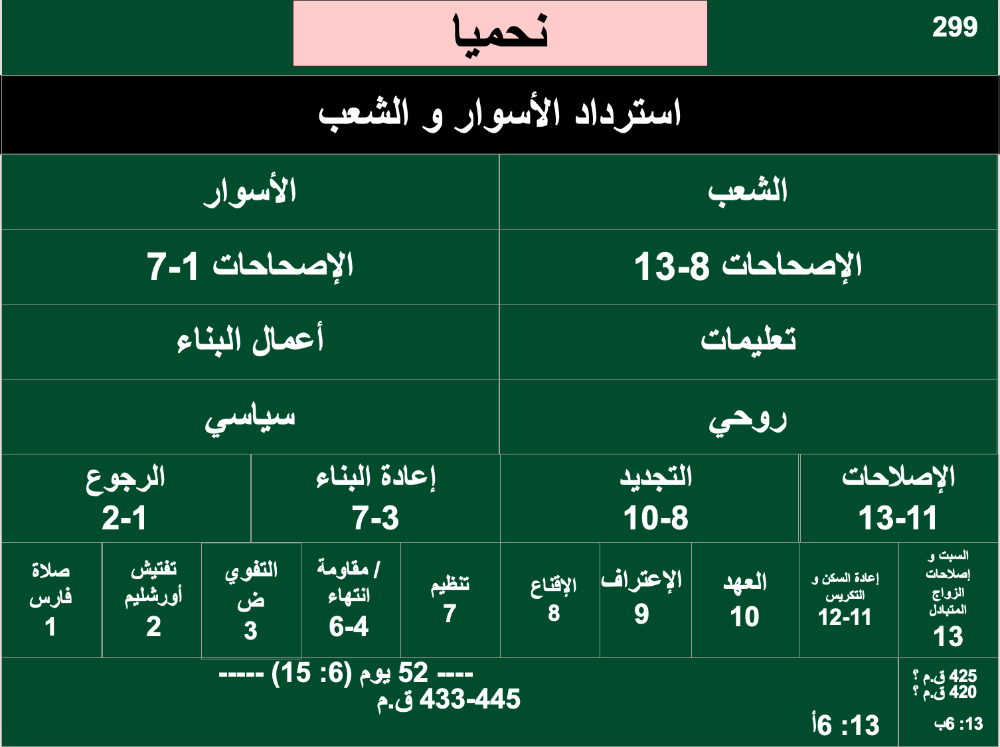 299
نحميا
استرداد الأسوار و الشعب
الأسوار
الشعب
الإصحاحات 1-7
الإصحاحات 8-13
أعمال البناء
تعليمات
سياسي
روحي
الرجوع
1-2
إعادة البناء
3-7
التجديد
8-10
الإصلاحات
11-13
صلاة
فارس
1
تفتيش
أورشليم
2
التفوي
ض
3
مقاومة /
انتهاء
4-6
تنظيم
7
الإقناع
8
الإعتراف
9
العهد
10
إعادة السكن و
التكريس
11-12
السبت و
إصلاحات
الزواج
المتبادل
13
---- 52 يوم (6: 15) -----
445-433 ق.م
13: 6أ
425 ق.م ؟
420 ق.م ؟
13: 6ب